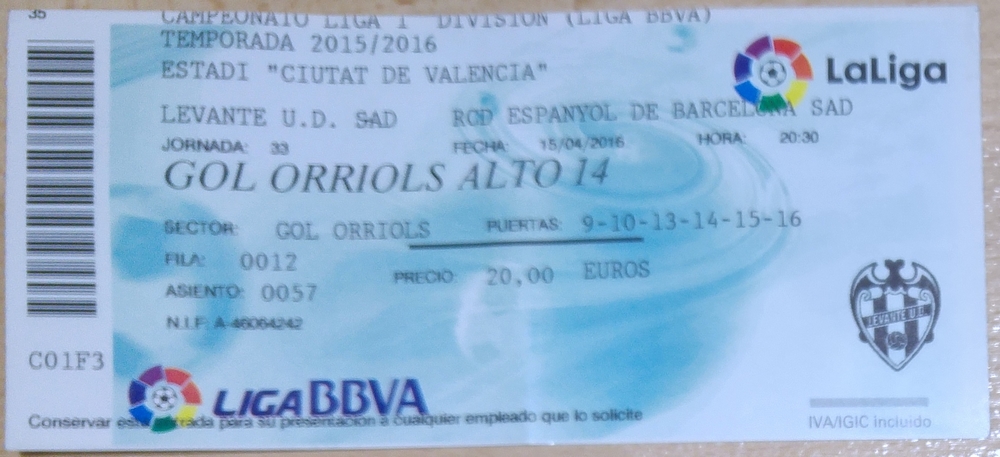 35
CAMPEONATO LIGA 1ª DIVISION (LIGA BBVA)
TEMPORADA 2015/2016
ESTADI "CIUTAT DE VALENCIA"
LaLiga
LEVANTE U.D. SAD ROD ESPANYOL DE BARCELONA SAD
JORNADA: 33 FECHA: 15/04/2016 HORA: 20:30
GOL ORRIOLS ALTO 14
SECTOR: GOL ORRIOLS PUERTAS: 9-10-13-14-15-16
FILA: 0012
PRECIO: 20,00 EUROS
ASIENTO: 0057
N.I.F. A-46064242
LEVANTE U.D.
C01F3
LIGA BBVA
Conservar esta entrada para su presentación a cualquier empleado que lo solicite
IVA/IGIC Incluido